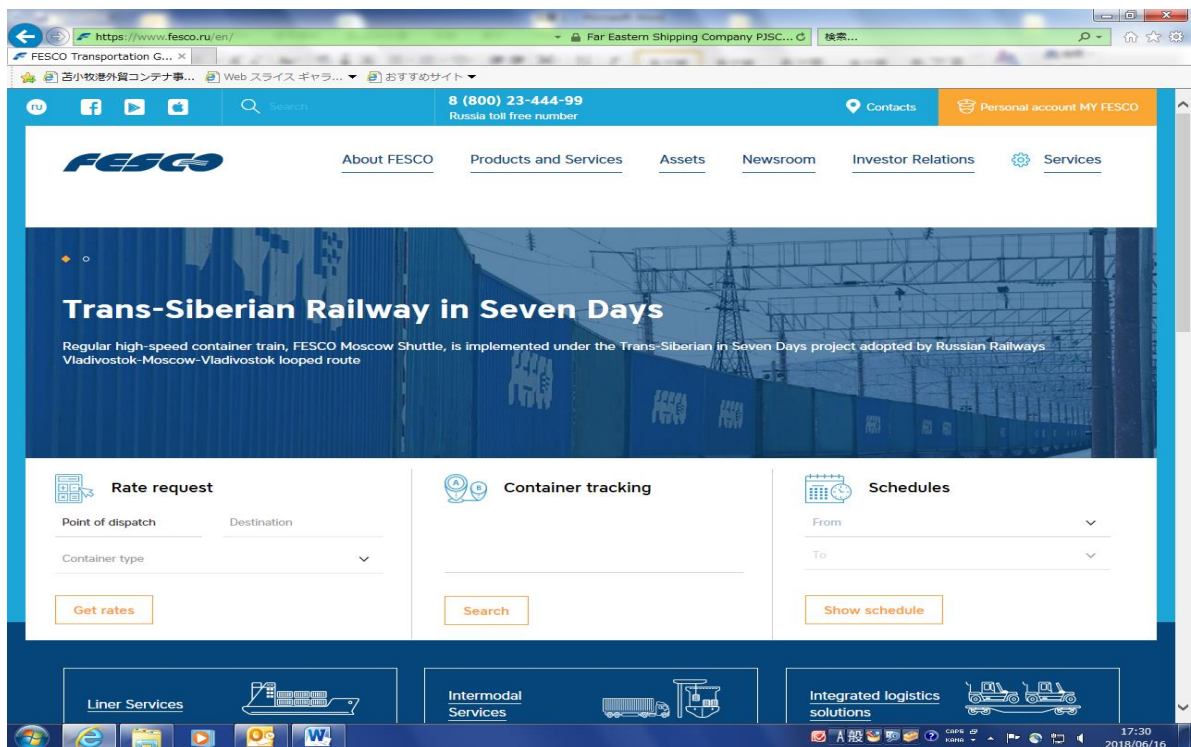 https://www.fesco.ru/en/
Far Eastern Shipping Company PJSC...
検索...
FESCO Transportation G...
苫小牧港外貿コンテナ事...
Web スライス ギャラ...
おすすめサイト
ru
Search
8 (800) 23-444-99
Russia toll free number
Contacts
Personal account MY FESCO
FESCO
About FESCO
Products and Services
Assets
Newsroom
Investor Relations
Services
Trans-Siberian Railway in Seven Days
Regular high-speed container train, FESCO Moscow Shuttle, is implemented under the Trans-Siberian in Seven Days project adopted by Russian Railways
Vladivostok-Moscow-Vladivostok looped route
Rate request
Point of dispatch
Destination
Container type
Get rates
A B
Container tracking
Search
Schedules
From
To
Show schedule
Liner Services
Intermodal
Services
Integrated logistics
solutions
A 般
CAPS
KANA
17:30
2018/06/16